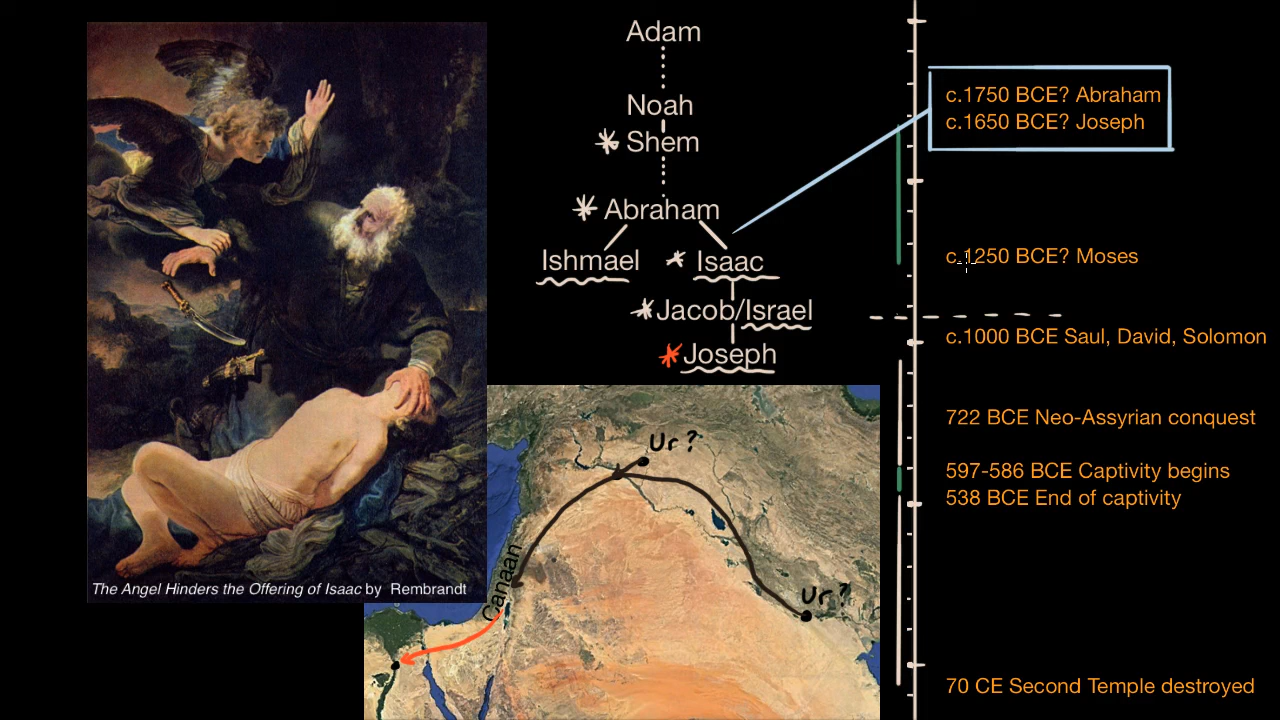 The Angel Hinders the Offering of Isaac by Rembrandt
Adam
Noah
Shem
Abraham
Ishmael
Isaac
Jacob/Israel
Joseph
Ur?
Canaan
Ur?
c.1750 BCE? Abraham
c.1650 BCE? Joseph
c.1250 BCE? Moses
c.1000 BCE Saul, David, Solomon
722 BCE Neo-Assyrian conquest
597-586 BCE Captivity begins
538 BCE End of captivity
70 CE Second Temple destroyed